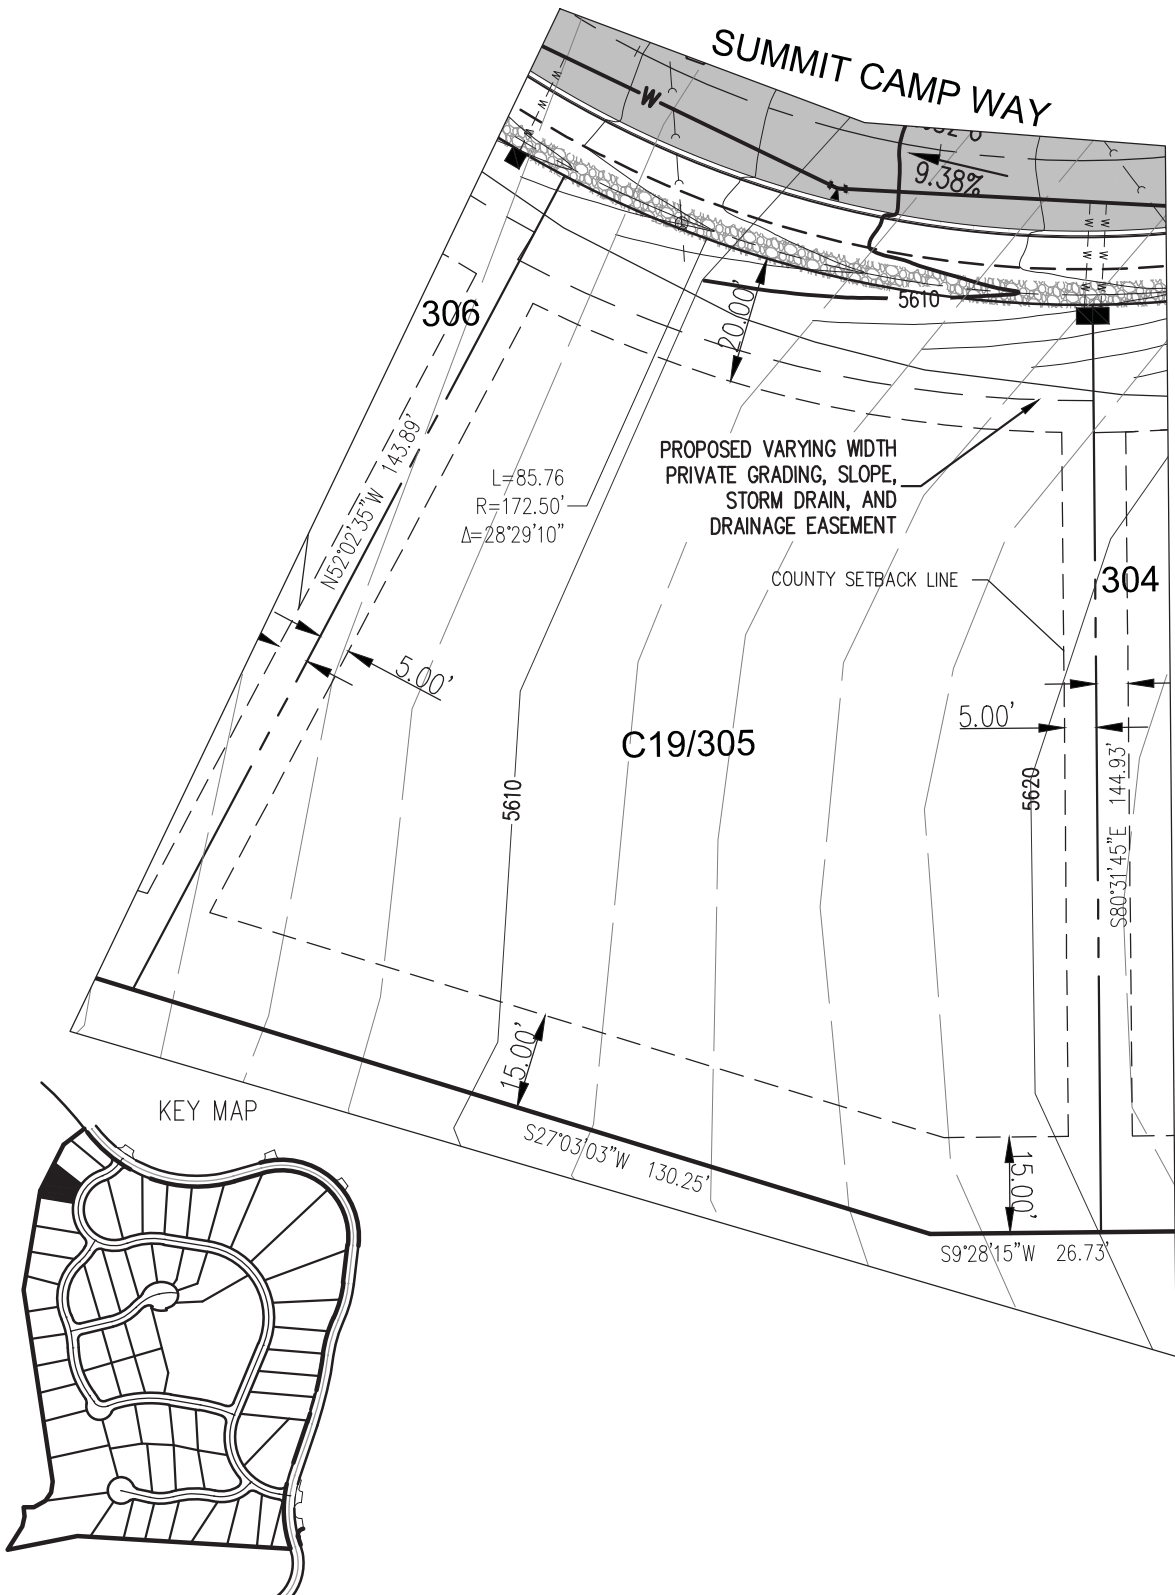 SUMMIT CAMP WAY
W
9.38%
W
W
W
W
W
W
306
5610
20.00'
N52°02'35"W 143.89'
L=85.76
R=172.50'
Δ=28°29'10"
PROPOSED VARYING WIDTH
PRIVATE GRADING, SLOPE,
STORM DRAIN, AND
DRAINAGE EASEMENT
COUNTY SETBACK LINE
304
5.00'
5.00'
C19/305
5610
5620
S80°31'45"E 144.93'
15.00'
S27°03'03"W 130.25'
15.00'
S9°28'15"W 26.73'
KEY MAP